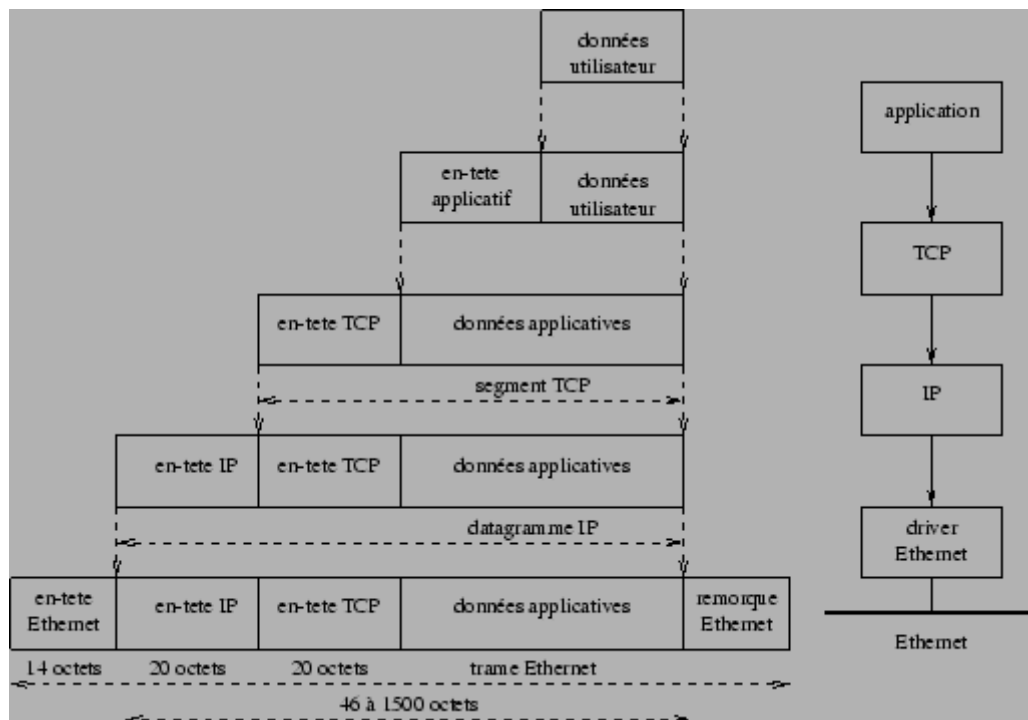 données
utilisateur
application
en-tete
applicatif
données
utilisateur
TCP
en-tete TCP
données applicatives
segment TCP
IP
en-tete IP
en-tete TCP
données applicatives
datagramme IP
driver
Ethernet
en-tete
Ethernet
en-tete IP
en-tete TCP
données applicatives
remorque
Ethernet
Ethernet
14 octets
20 octets
20 octets
trame Ethernet
46 à 1500 octets